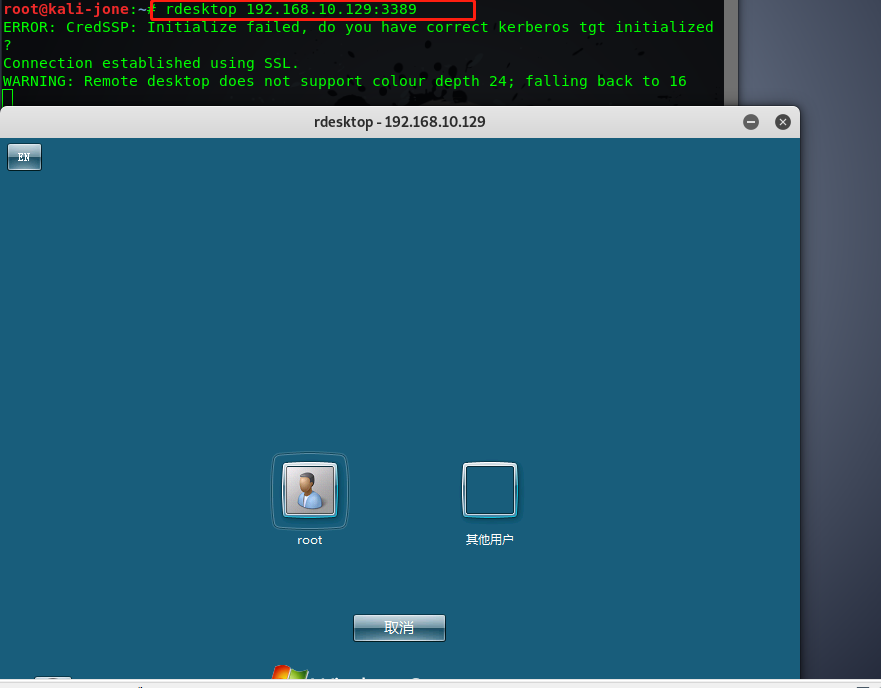 root@kali-jone:~# rdesktop 192.168.10.129:3389
ERROR: CredSSP: Initialize failed, do you have correct kerberos tgt initialized
?
Connection established using SSL.
WARNING: Remote desktop does not support colour depth 24; falling back to 16
rdesktop - 192.168.10.129
EN
root
其他用户
取消